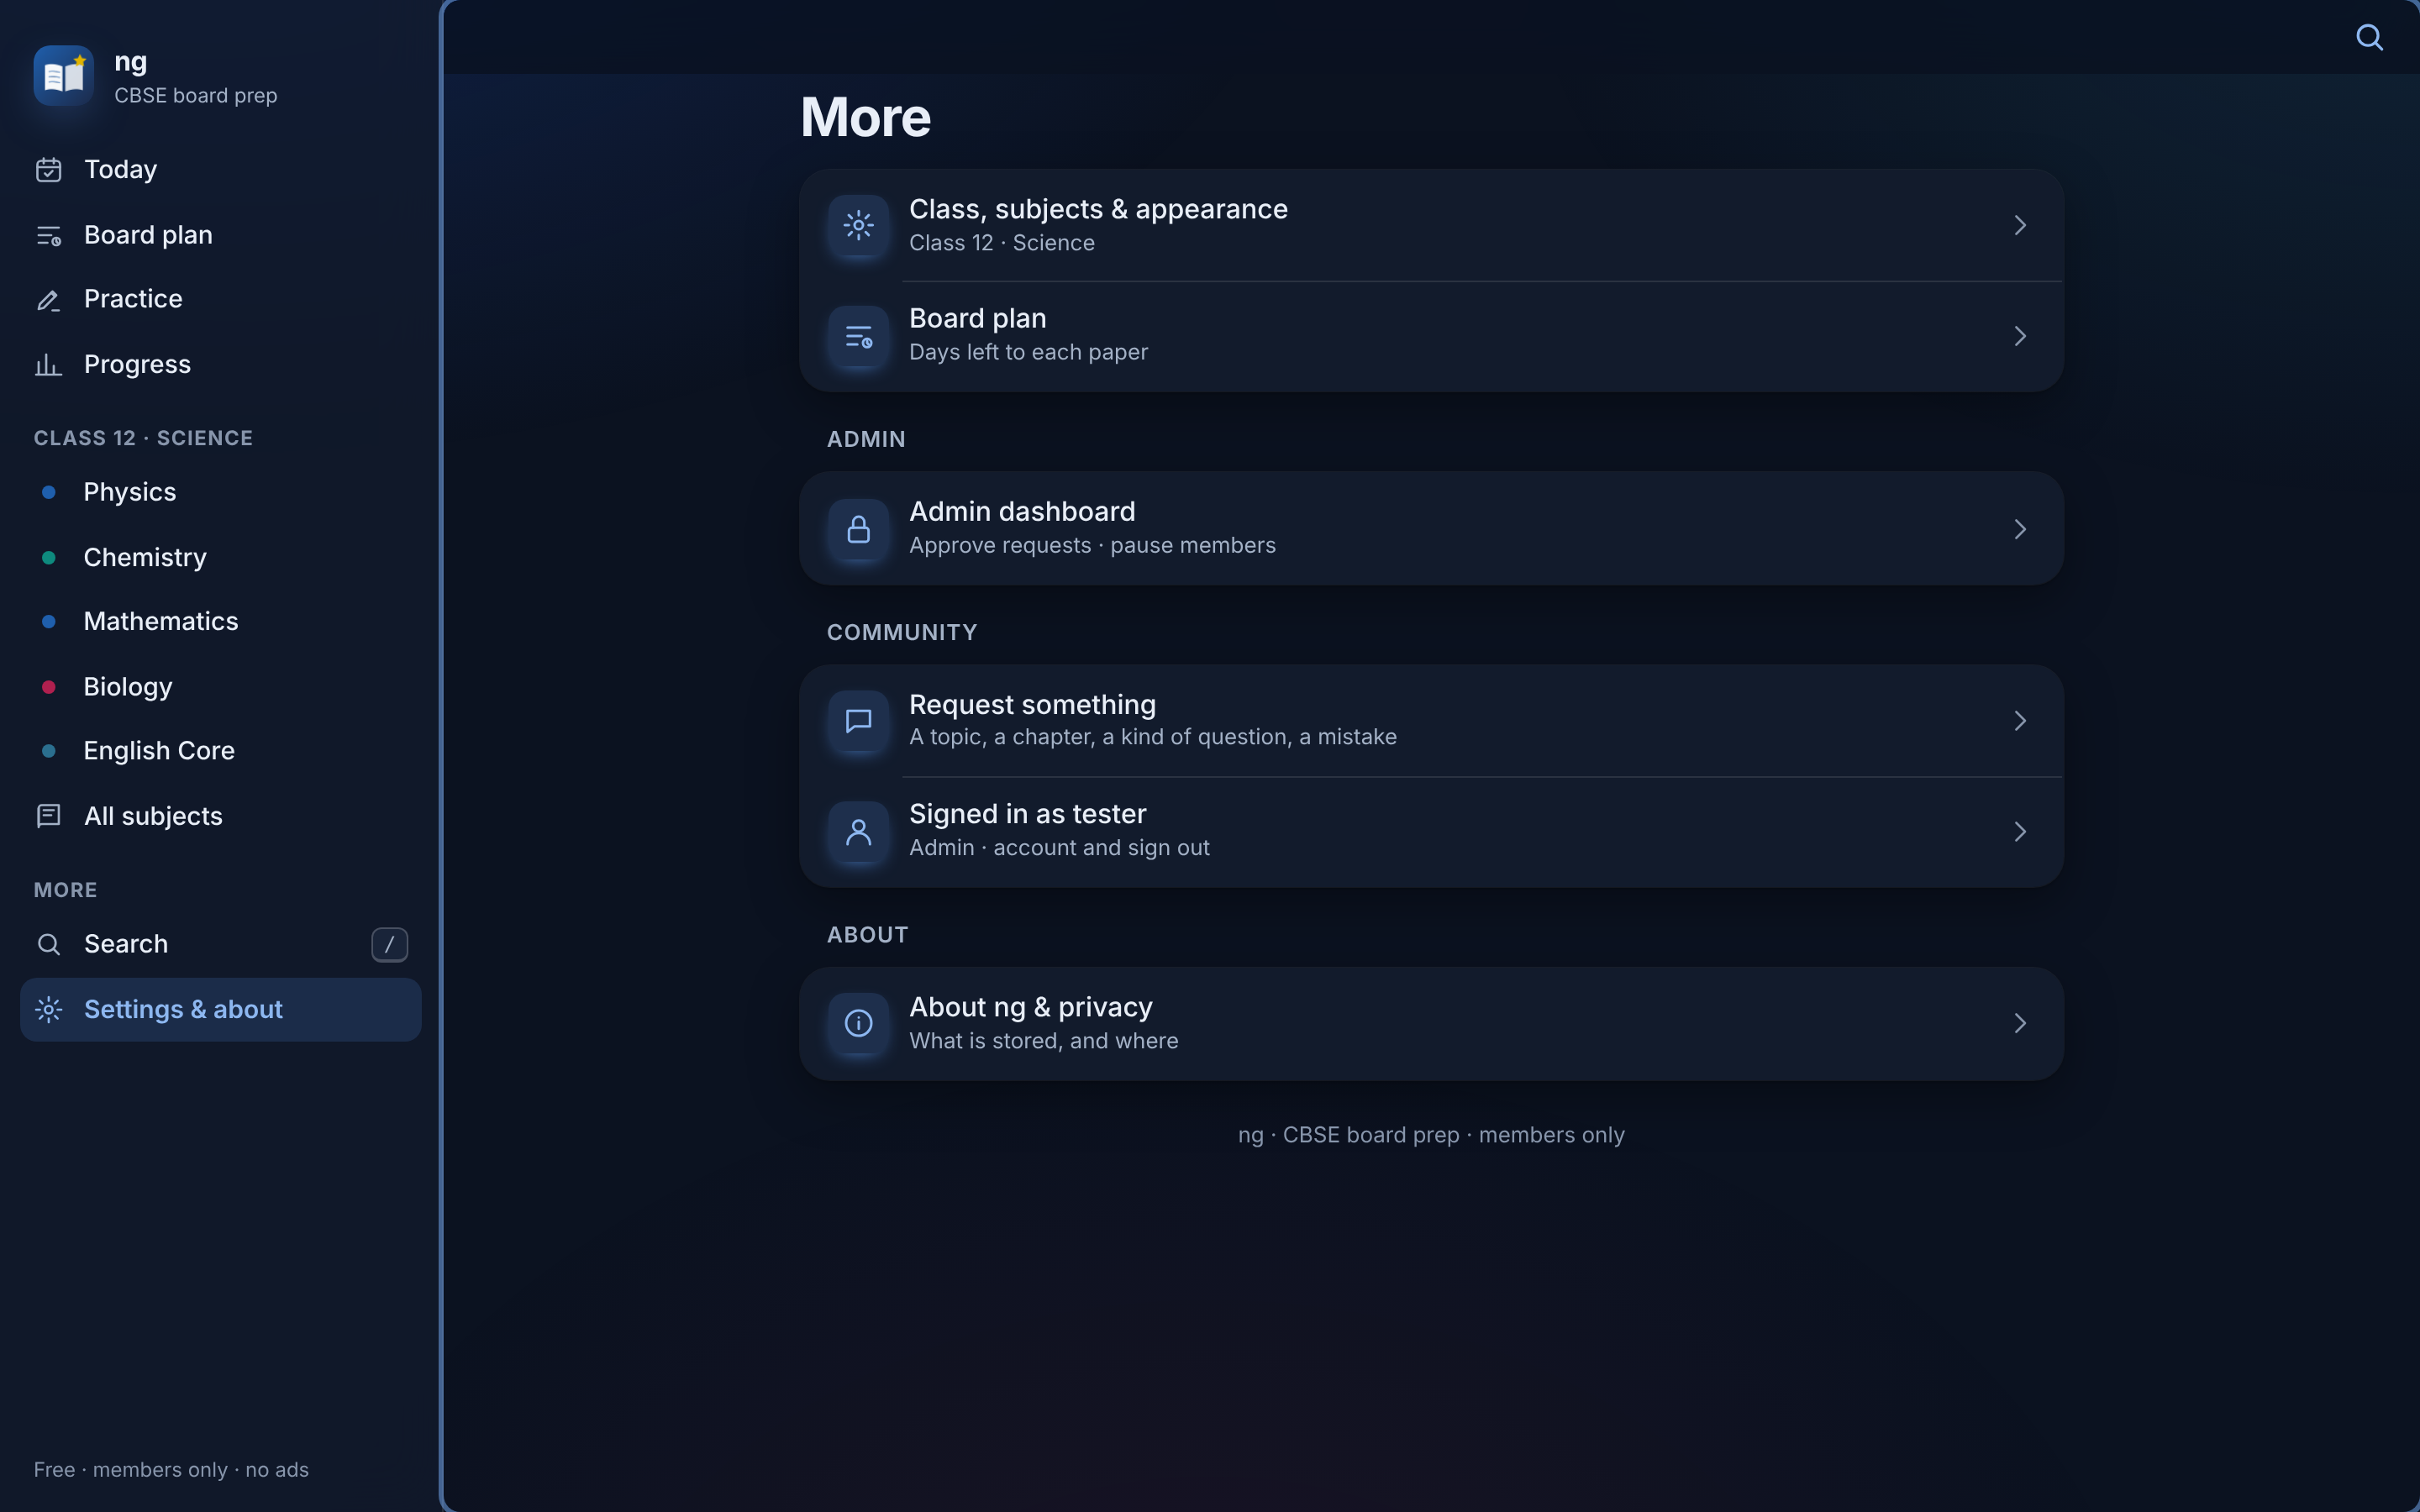 ng
CBSE board prep
Today
Board plan
Practice
Progress
CLASS 12 · SCIENCE
Physics
Chemistry
Mathematics
Biology
English Core
All subjects
MORE
Search
/
Settings & about
Free · members only · no ads
More
Class, subjects & appearance
Class 12 · Science
Board plan
Days left to each paper
ADMIN
Admin dashboard
Approve requests · pause members
COMMUNITY
Request something
A topic, a chapter, a kind of question, a mistake
Signed in as tester
Admin · account and sign out
ABOUT
About ng & privacy
What is stored, and where
ng · CBSE board prep · members only